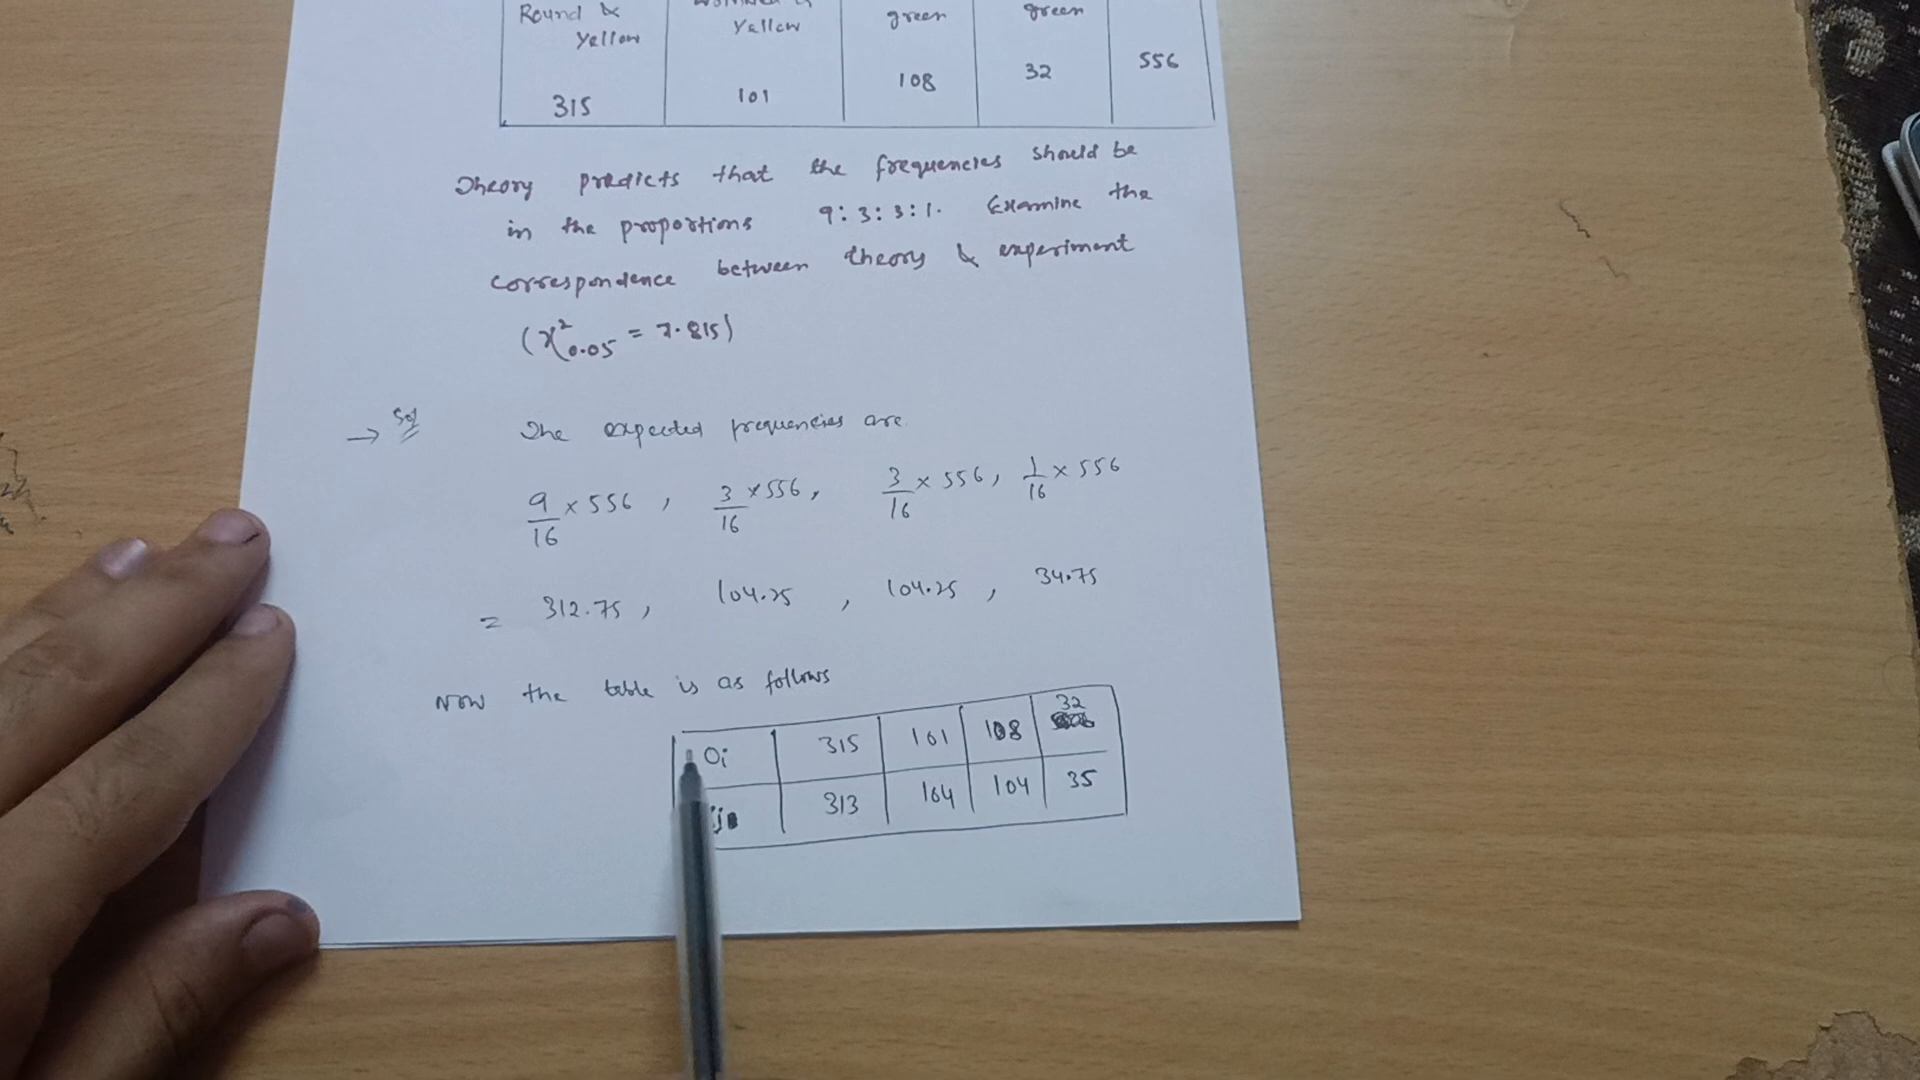 Round & Yellow green green
Yellow
315 101 108 32 556
Theory predicts that the frequencies should be
in the proportions 9:3:3:1. Examine the
correspondence between theory & experiment
(χ²0.05 = 7.815)
→ Sol The expected frequencies are
9/16 × 556 , 3/16 × 556, 3/16 × 556, 1/16 × 556
= 312.75 , 104.25 , 104.25 , 34.75
Now the table is as follows
Oi 315 101 108 32
313 104 104 35